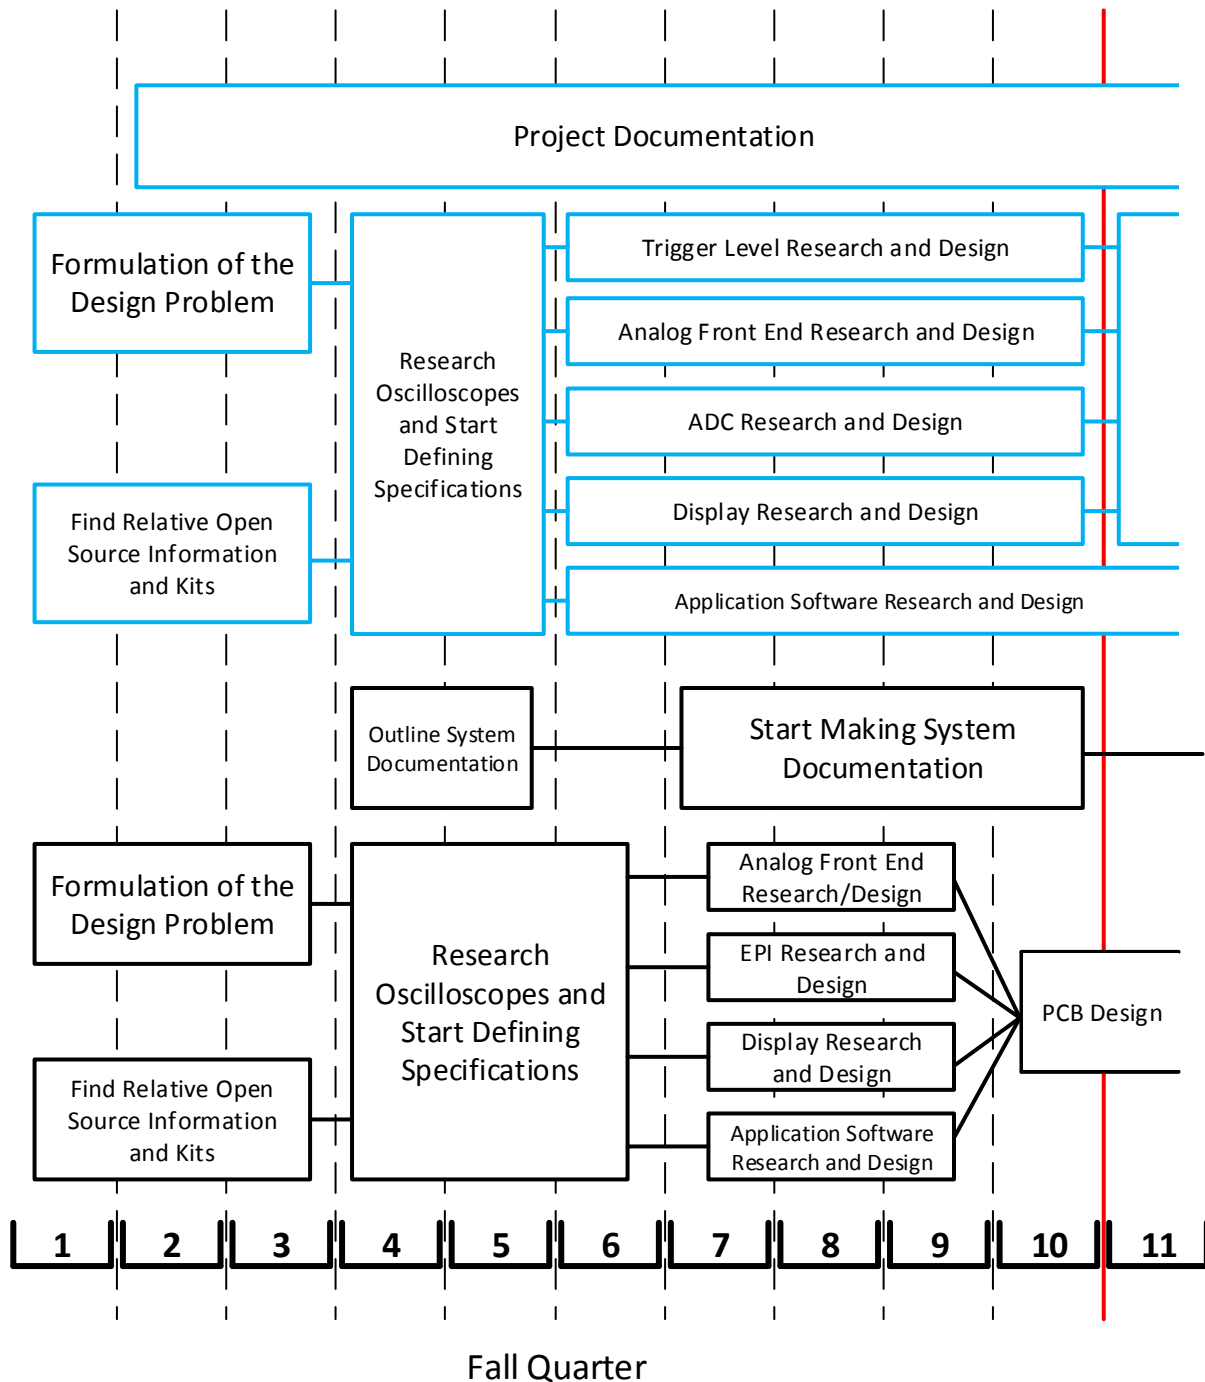 Project Documentation
Formulation of the
Design Problem
Research
Oscilloscopes
and Start
Defining
Specifications
Trigger Level Research and Design
Analog Front End Research and Design
ADC Research and Design
Display Research and Design
Application Software Research and Design
Find Relative Open
Source Information
and Kits
Outline System
Documentation
Start Making System
Documentation
Formulation of the
Design Problem
Find Relative Open
Source Information
and Kits
Research
Oscilloscopes and
Start Defining
Specifications
Analog Front End
Research/Design
EPI Research and
Design
Display Research
and Design
Application Software
Research and Design
PCB Design
1 2 3 4 5 6 7 8 9 10 11
Fall Quarter